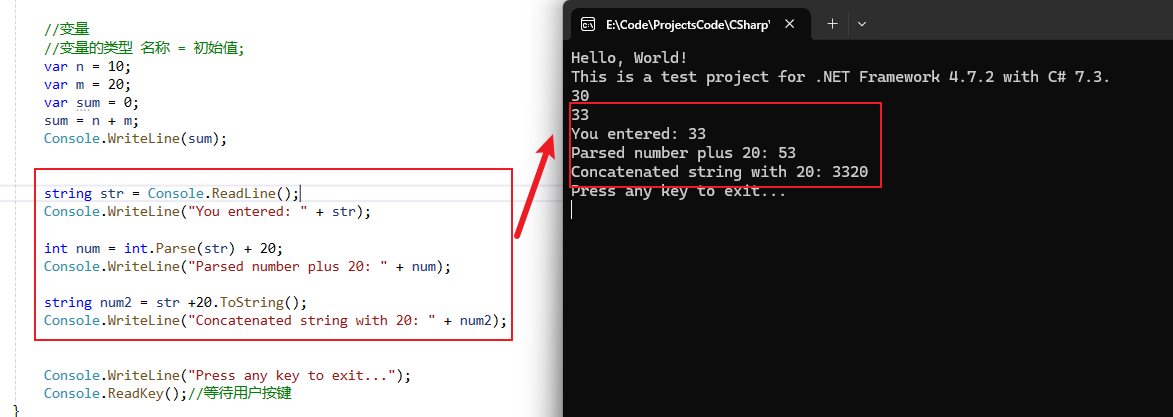 //变量
//变量的类型 名称 = 初始值;
var n = 10;
var m = 20;
var sum = 0;
sum = n + m;
Console.WriteLine(sum);
string str = Console.ReadLine();
Console.WriteLine("You entered: " + str);
int num = int.Parse(str) + 20;
Console.WriteLine("Parsed number plus 20: " + num);
string num2 = str +20.ToString();
Console.WriteLine("Concatenated string with 20: " + num2);
Console.WriteLine("Press any key to exit...");
Console.ReadKey();//等待用户按键
}
E:\Code\ProjectsCode\CSharp\
Hello, World!
This is a test project for .NET Framework 4.7.2 with C# 7.3.
30
33
You entered: 33
Parsed number plus 20: 53
Concatenated string with 20: 3320
Press any key to exit...